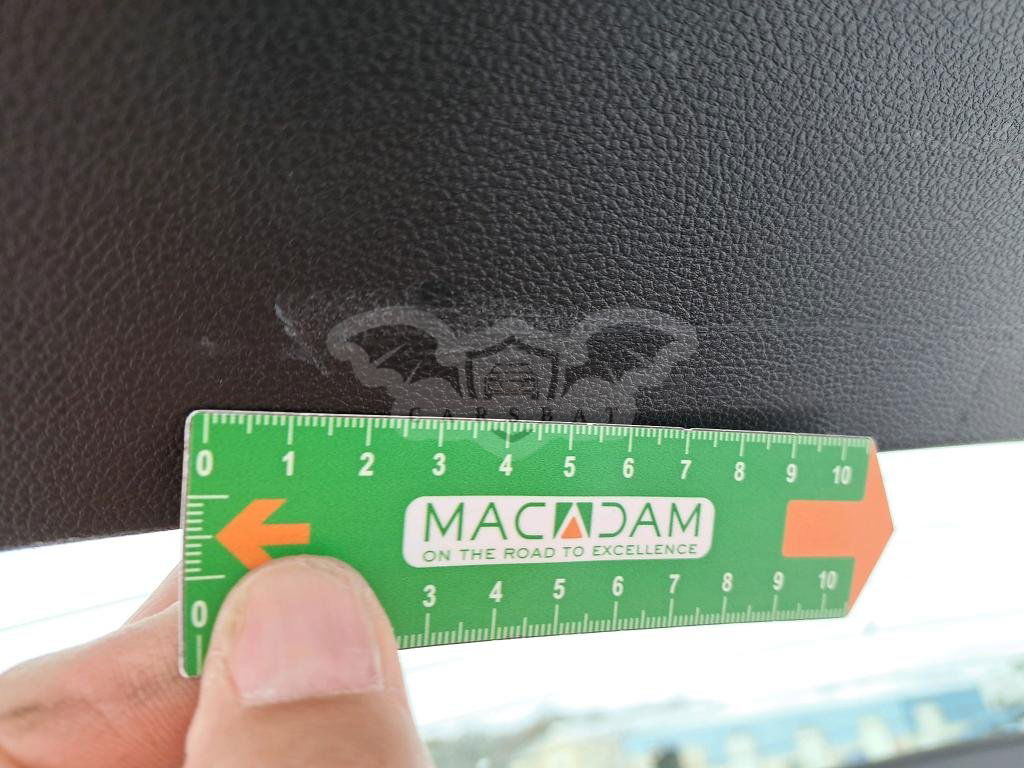 CARSBAT
0 1 2 3 4 5 6 7 8 9 10
MACADAM
ON THE ROAD TO EXCELLENCE
0 3 4 5 6 7 8 9 10